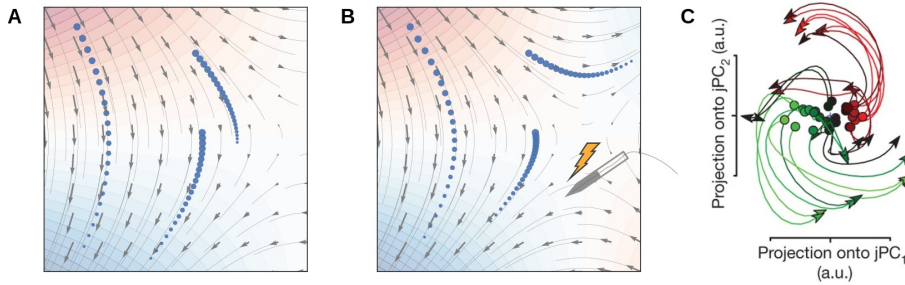 A
B
C
Projection onto jPC2 (a.u.)
Projection onto jPC1
(a.u.)